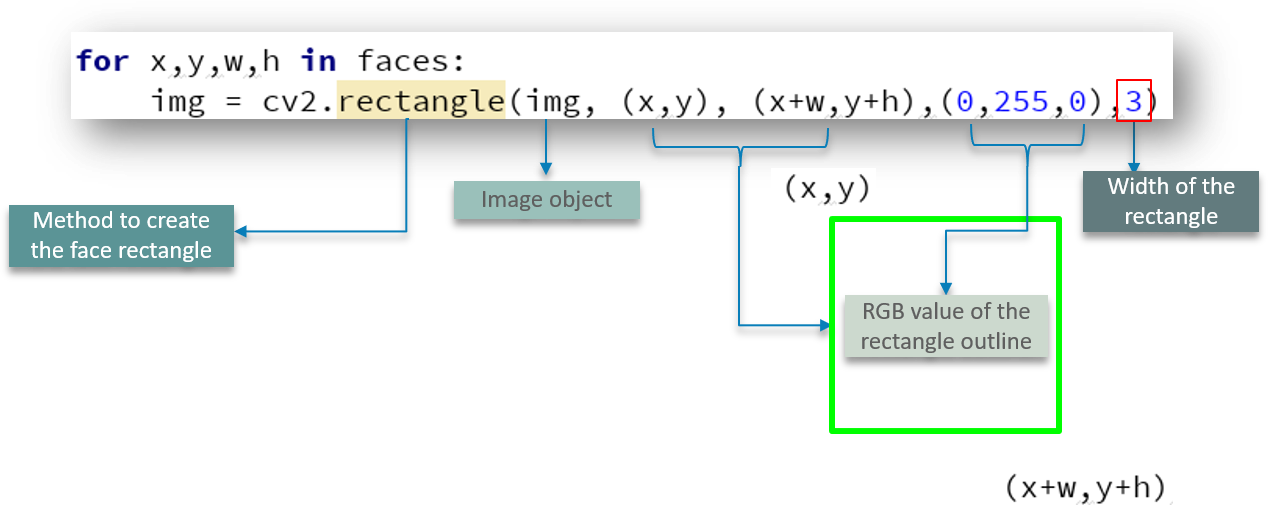 for x,y,w,h in faces:
img = cv2.rectangle(img, (x,y), (x+w,y+h),(0,255,0),3)
Method to create
the face rectangle
Image object
(x,y)
Width of the
rectangle
RGB value of the
rectangle outline
(x+w,y+h)